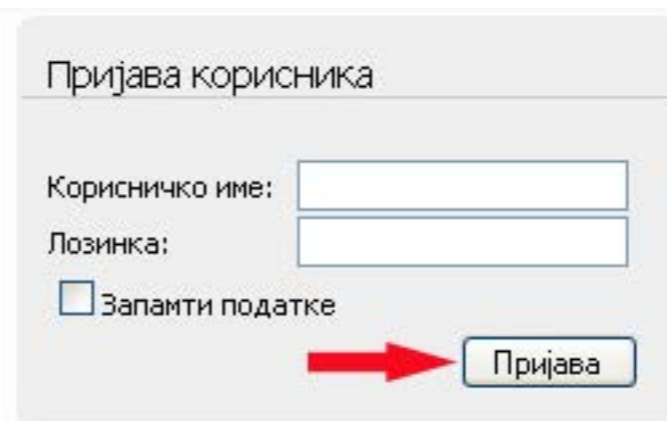 Пријава корисника
Корисничко име:
Лозинка:
Запамти податке
Пријава